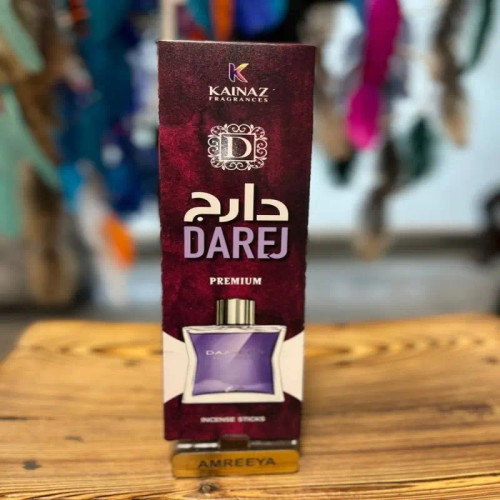 KAINAZ
FRAGRANCES
D
دارج
DAREJ
PREMIUM
INCENSE STICKS
AMREEYA